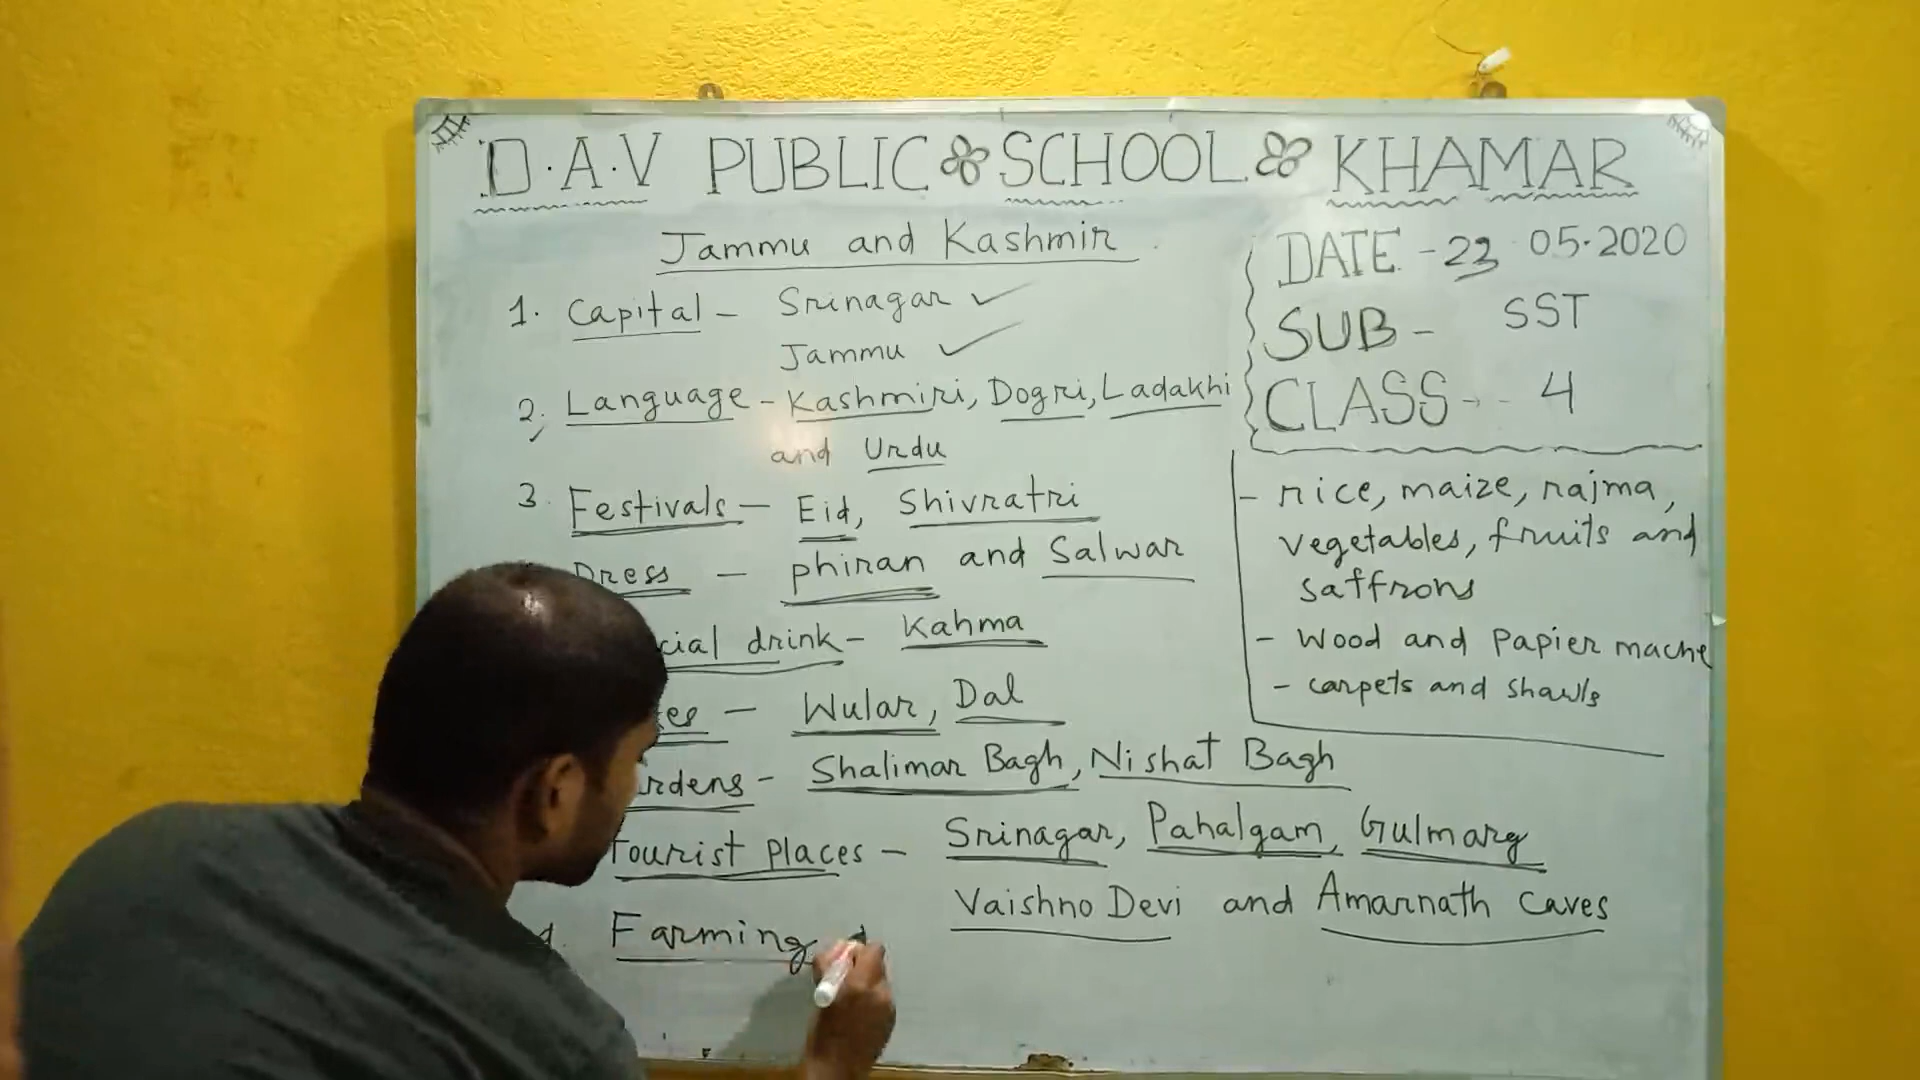 D.A.V PUBLIC SCHOOL KHAMAR
Jammu and Kashmir
1. Capital - Srinagar
Jammu
2. Language - Kashmiri, Dogri, Ladakhi
and Urdu
3. Festivals - Eid, Shivratri
Dress - phiran and Salwar
cial drink - Kahma
es - Wular, Dal
rdens - Shalimar Bagh, Nishat Bagh
Tourist places - Srinagar, Pahalgam, Gulmarg
Vaishno Devi and Amarnath caves
Farming
DATE - 23 05.2020
SUB - SST
CLASS - 4
- rice, maize, rajma,
vegetables, fruits and
saffrons
- wood and papier mache
- carpets and shawls